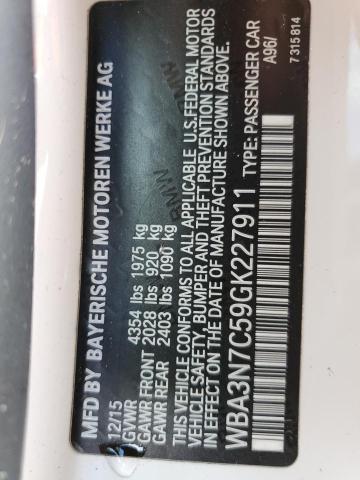 MFD BY BAYERISCHE MOTOREN WERKE AG
12/15
GVWR 4354 lbs 1975 kg
GAWR FRONT 2028 lbs 920 kg
GAWR REAR 2403 lbs 1090 kg
THIS VEHICLE CONFORMS TO ALL APPLICABLE U.S.FEDERAL MOTOR
VEHICLE SAFETY, BUMPER AND THEFT PREVENTION STANDARDS
IN EFFECT ON THE DATE OF MANUFACTURE SHOWN ABOVE.
WBA3N7C59GK227911 TYPE: PASSENGER CAR
A96/
7 315 814